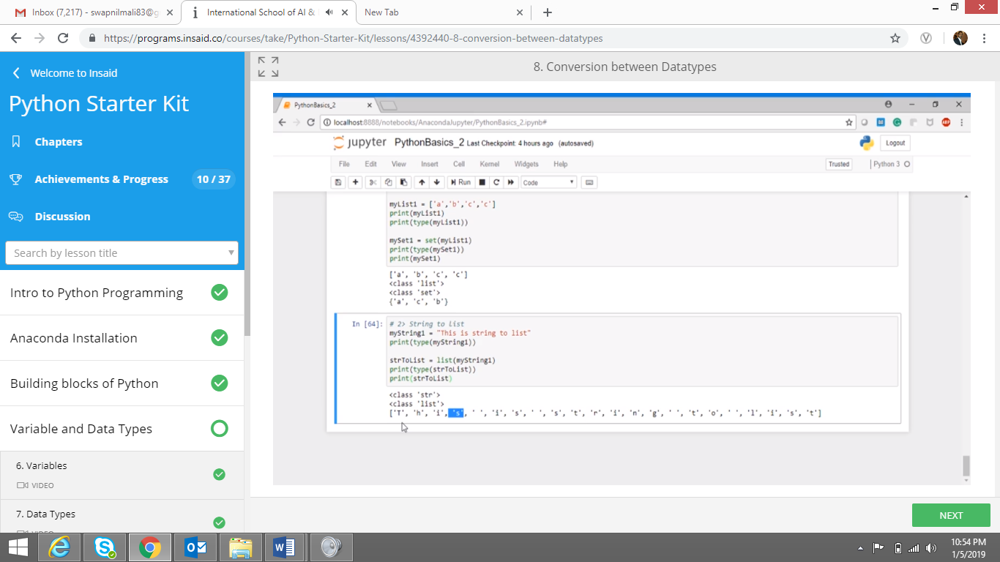 Inbox (7,217) - swapnilmali83@g
International School of AI &
New Tab
https://programs.insaid.co/courses/take/Python-Starter-Kit/lessons/4392440-8-conversion-between-datatypes
Welcome to Insaid
Python Starter Kit
Chapters
Achievements & Progress 10 / 37
Discussion
Search by lesson title
Intro to Python Programming
Anaconda Installation
Building blocks of Python
Variable and Data Types
6. Variables
VIDEO
7. Data Types
VIDEO
8. Conversion between Datatypes
PythonBasics_2
localhost:8888/notebooks/AnacondaJupyter/PythonBasics_2.ipynb#
ABP
jupyter PythonBasics_2 Last Checkpoint: 4 hours ago (autosaved)
Logout
File Edit View Insert Cell Kernel Widgets Help
Trusted Python 3
Run Code
myList1 = ['a','b','c','c']
print(myList1)
print(type(myList1))
mySet1 = set(myList1)
print(type(mySet1))
print(mySet1)
['a', 'b', 'c', 'c']
<class 'list'>
<class 'set'>
{'a', 'c', 'b'}
In [64]: # 2> String to list
myString1 = "This is string to list"
print(type(myString1))
strToList = list(myString1)
print(type(strToList))
print(strToList)
<class 'str'>
<class 'list'>
['T', 'h', 'i', 's', ' ', 'i', 's', ' ', 's', 't', 'r', 'i', 'n', 'g', ' ', 't', 'o', ' ', 'l', 'i', 's', 't']
NEXT
10:54 PM
1/5/2019